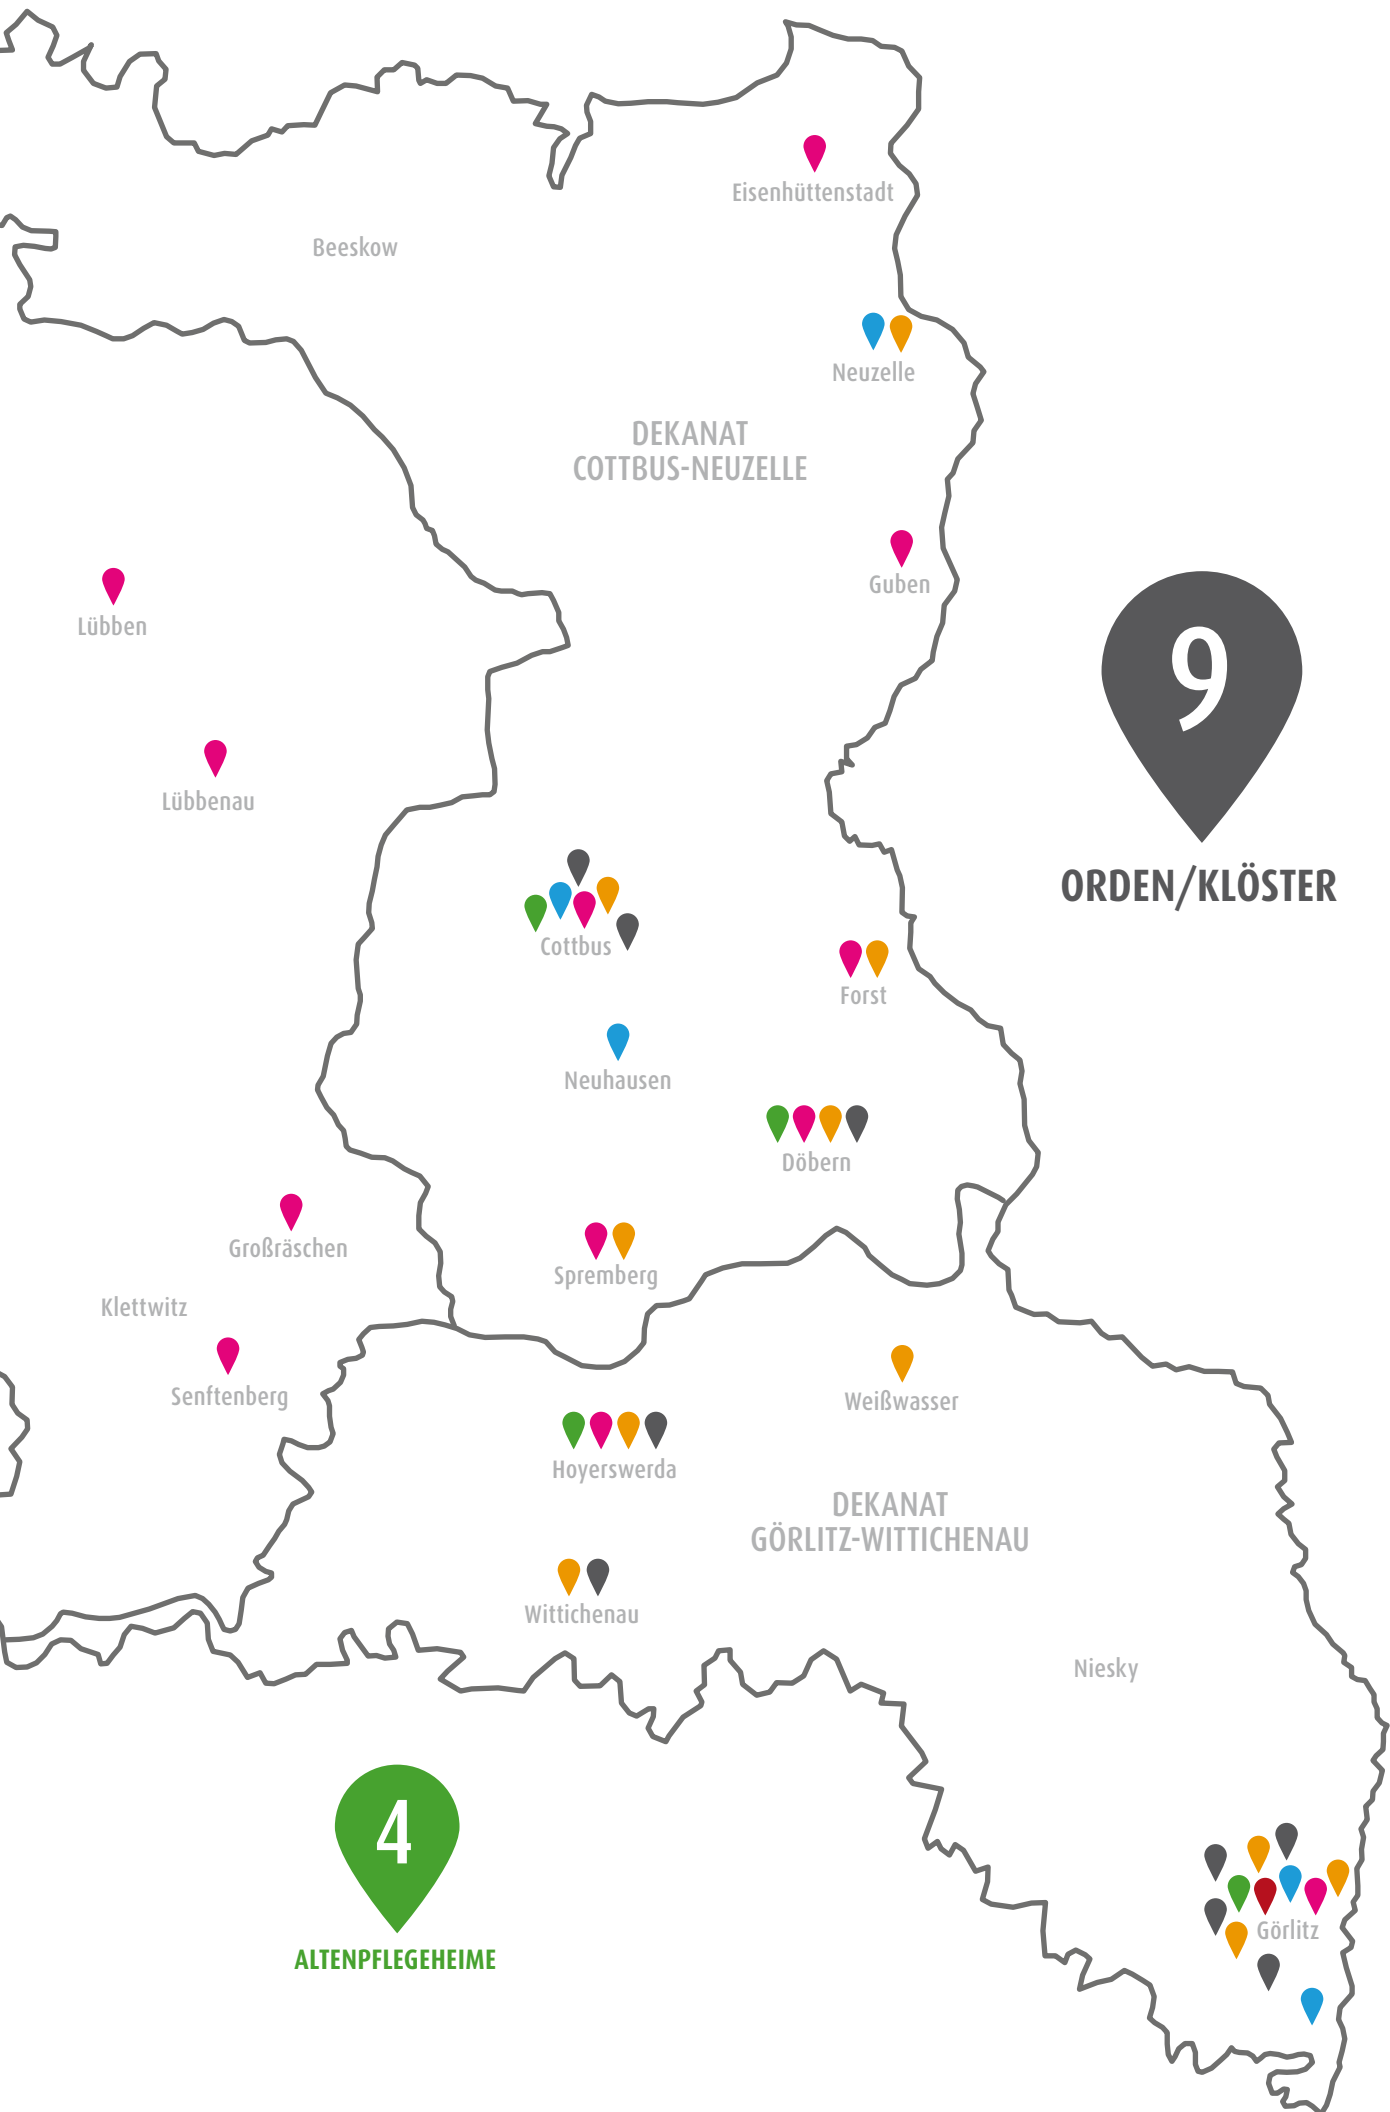 Eisenhüttenstadt
Beeskow
Neuzelle
DEKANAT
COTTBUS-NEUZELLE
Guben
Lübben
9
Lübbenau
ORDEN/KLÖSTER
Cottbus
Forst
Neuhausen
Döbern
Großräschen
Spremberg
Klettwitz
Senftenberg
Weißwasser
Hoyerswerda
DEKANAT
GÖRLITZ-WITTICHENAU
Wittichenau
Niesky
4
Görlitz
ALTENPFLEGEHEIME